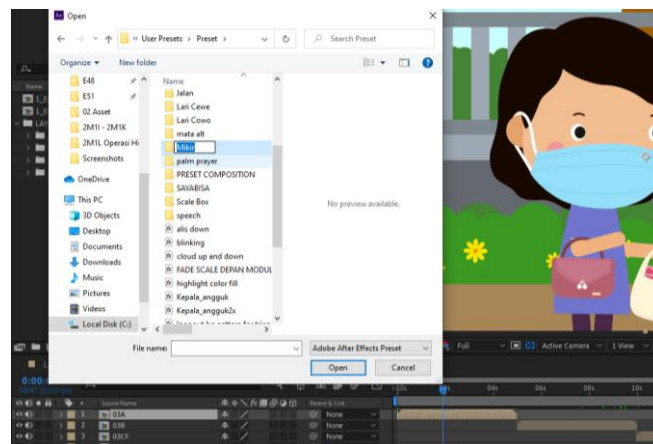 Open
« User Presets › Preset ›
Search Preset
Organize
New folder
Name
E48
E51
02 Asset
2M1I - 2M1K
2M1L Operasi Hi
Screenshots
OneDrive
This PC
3D Objects
Desktop
Documents
Downloads
Music
Pictures
Videos
Local Disk (C:)
Jalan
Lari Cewe
Lari Cowo
mata alt
Mikir
palm prayer
PRESET COMPOSITION
SAYABISA
Scale Box
speech
alis down
blinking
cloud up and down
FADE SCALE DEPAN MODUL
highlight color fill
Kepala_angguk
Kepala_angguk2x
No preview available.
File name:
Adobe After Effects Preset
Open
Cancel
Full
Active Camera
1 View
04s
06s
08s
10s
Source Name
Parent & Link
1 03A None
2 03B None
3 03CF None